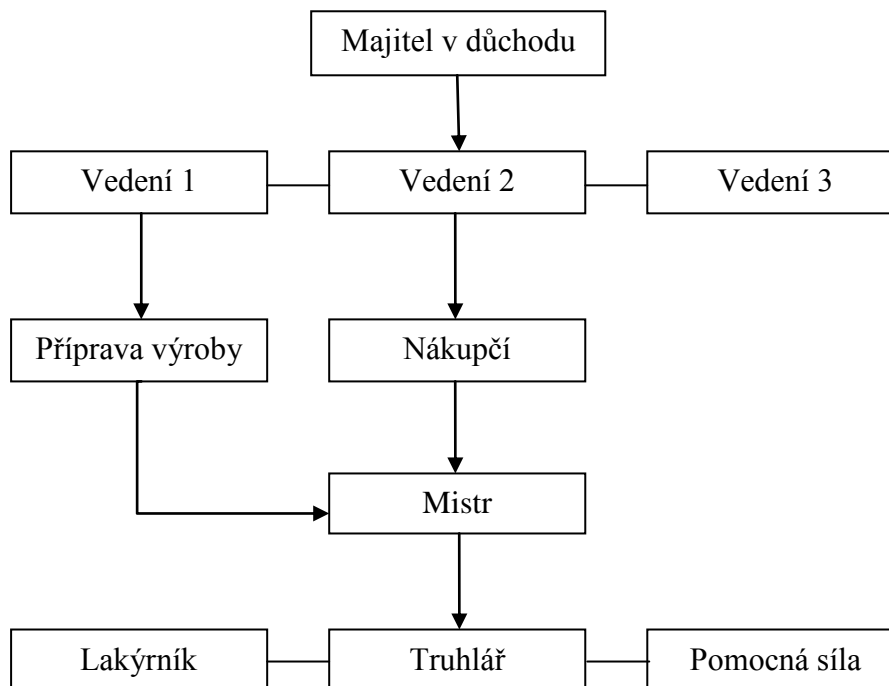 Majitel v důchodu
Vedení 1
Vedení 2
Vedení 3
Příprava výroby
Nákupčí
Mistr
Lakýrník
Truhlář
Pomocná síla